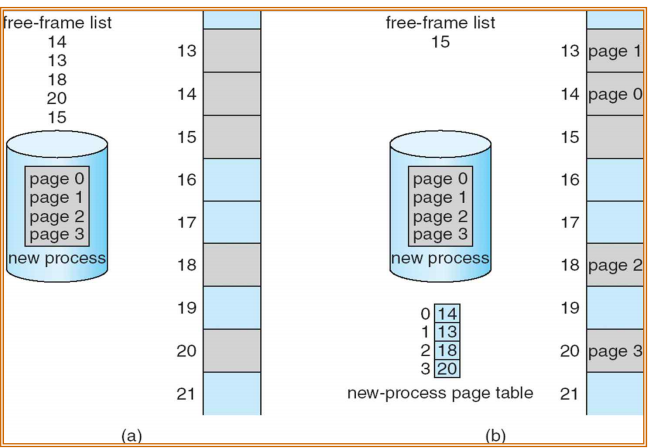 free-frame list
14
13
18
20
15
page 0
page 1
page 2
page 3
new process
13
14
15
16
17
18
19
20
21
(a)
free-frame list
15
page 0
page 1
page 2
page 3
new process
0 14
1 13
2 18
3 20
new-process page table
13 page 1
14 page 0
15
16
17
18 page 2
19
20 page 3
21
(b)